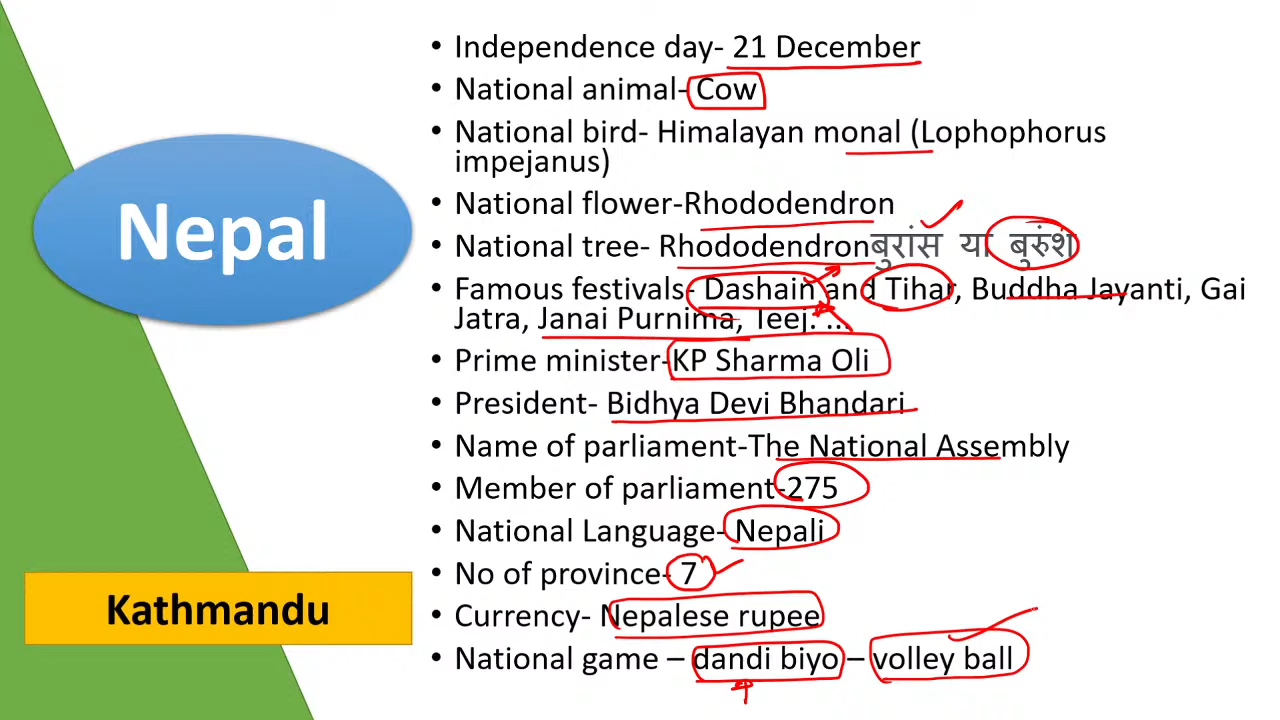 Nepal
Kathmandu
• Independence day- 21 December
• National animal- Cow
• National bird- Himalayan monal (Lophophorus
impejanus)
• National flower-Rhododendron
• National tree- Rhododendronबुरांस या बुरुंश
• Famous festivals- Dashain and Tihar, Buddha Jayanti, Gai
Jatra, Janai Purnima, Teej. ...
• Prime minister-KP Sharma Oli
• President- Bidhya Devi Bhandari
• Name of parliament-The National Assembly
• Member of parliament-275
• National Language- Nepali
• No of province- 7
• Currency- Nepalese rupee
• National game – dandi biyo – volley ball